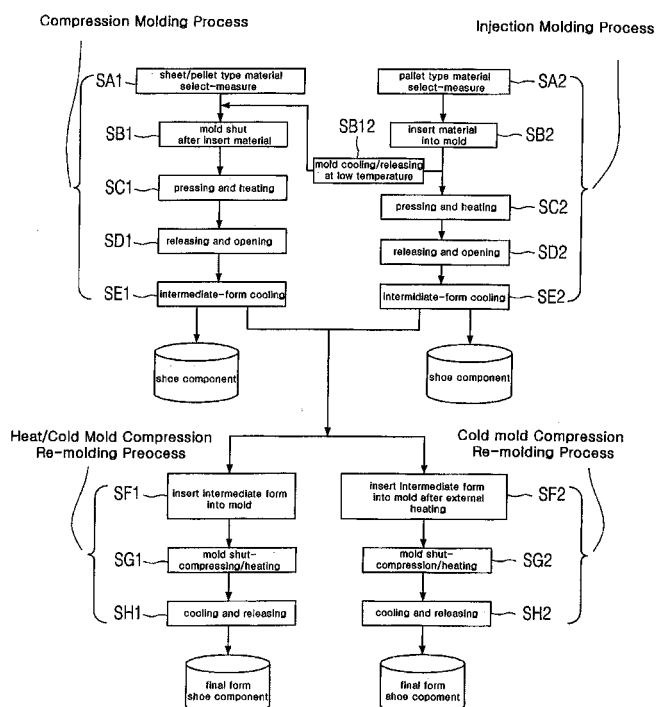 Compression Molding Process
Injection Molding Process
SA1
sheet/pellet type material
select-measure
pallet type material
select-measure
SA2
SB1
mold shut
after insert material
SB12
mold cooling/releasing
at low temperature
insert material
into mold
SB2
SC1
pressing and heating
pressing and heating
SC2
SD1
releasing and opening
releasing and opening
SD2
SE1
intermediate-form cooling
intermidiate-form cooling
SE2
shoe component
shoe component
Heat/Cold Mold Compression
Re-molding Preocess
Cold mold Compression
Re-molding Process
SF1
insert intermediate form
into mold
insert intermediate form
into mold after external
heating
SF2
SG1
mold shut-
compressing/heating
mold shut-
compression/heating
SG2
SH1
cooling and releasing
cooling and releasing
SH2
final form
shoe component
final form
shoe copoment